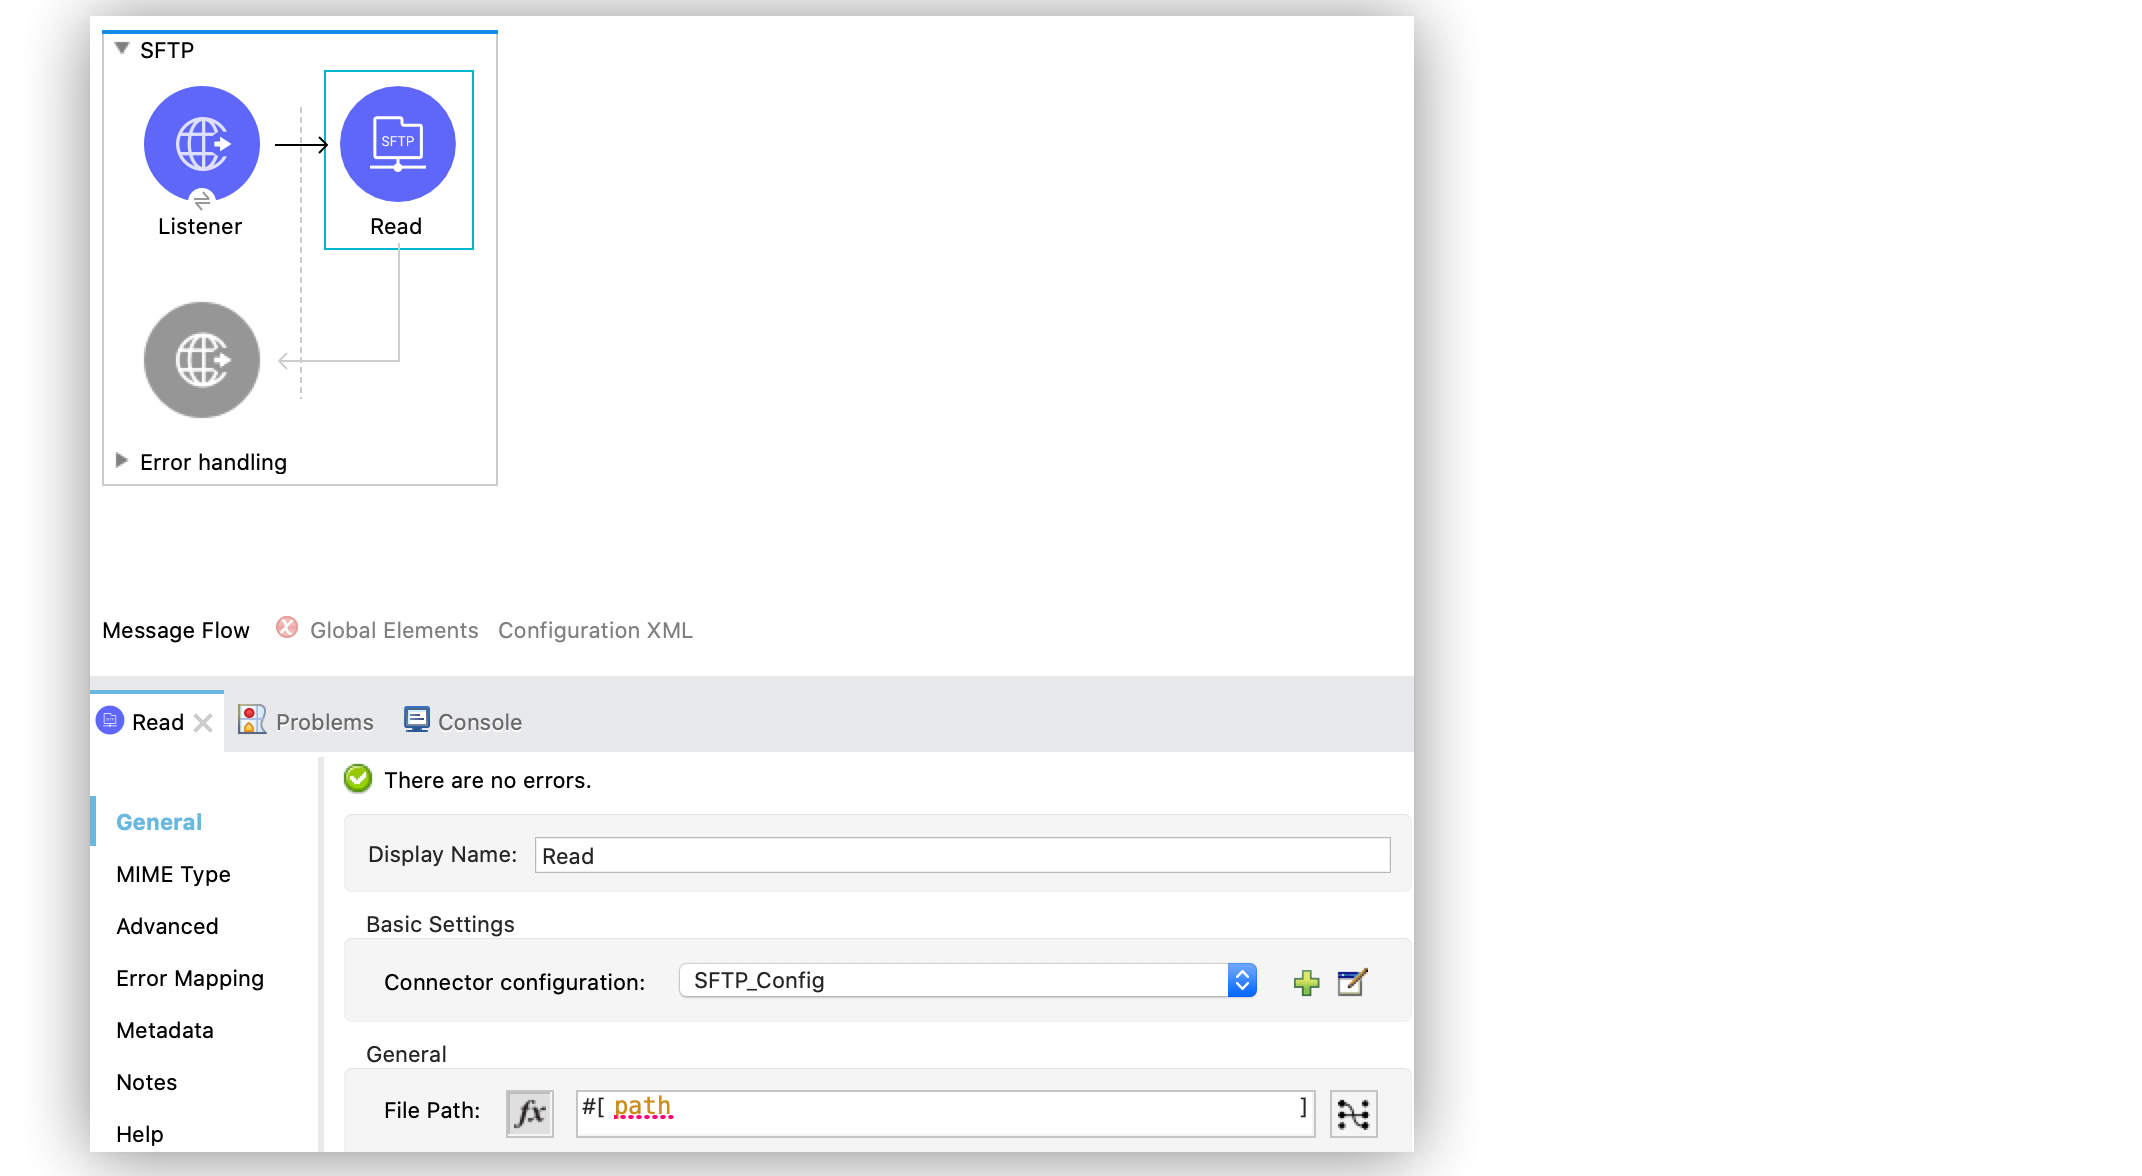 SFTP
SFTP
Listener
Read
Error handling
Message Flow
Global Elements
Configuration XML
Read
Problems
Console
General
MIME Type
Advanced
Error Mapping
Metadata
Notes
Help
There are no errors.
Display Name: Read
Basic Settings
Connector configuration: SFTP_Config
General
File Path: fx #[ path ]